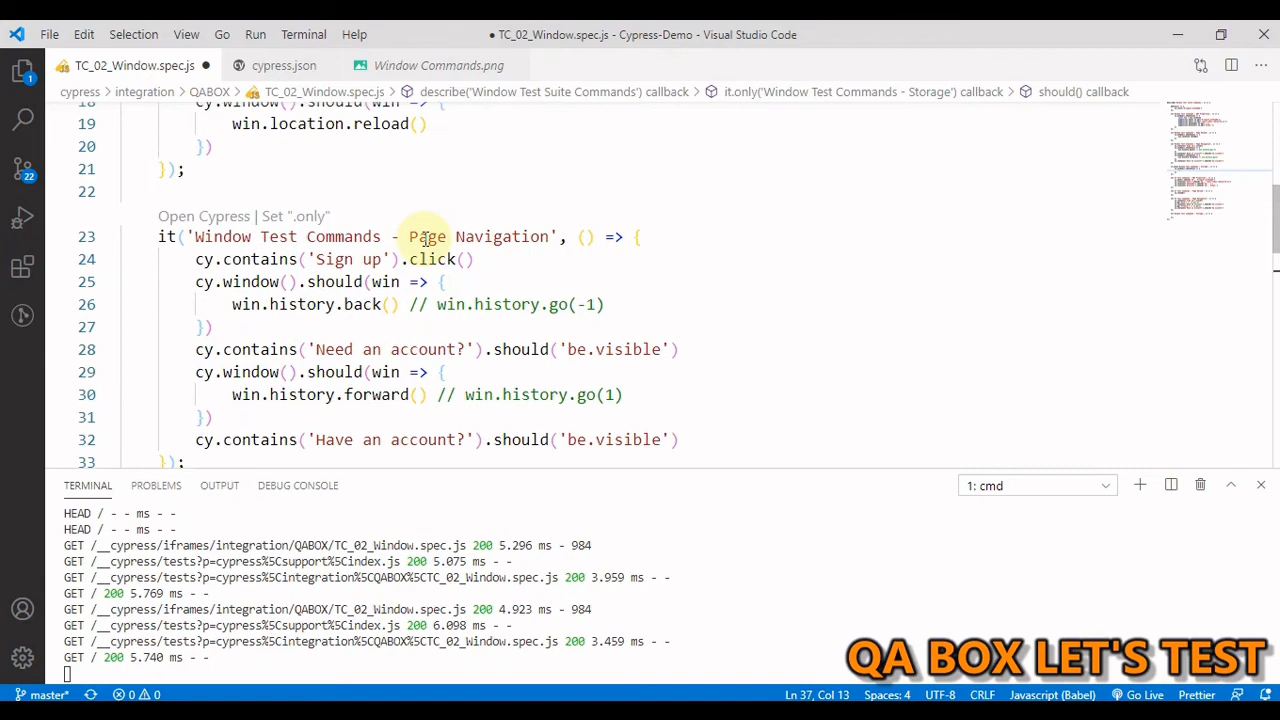 File Edit Selection View Go Run Terminal Help ● TC_02_Window.spec.js - Cypress-Demo - Visual Studio Code
TC_02_Window.spec.js ● cypress.json Window Commands.png
cypress > integration > QABOX > TC_02_Window.spec.js > describe('Window Test Suite Commands') callback > it.only('Window Test Commands - Storage') callback > should() callback
18 cy.window().should(win => {
19 win.location.reload()
20 })
21 });
22
Open Cypress | Set ".only"
23 it('Window Test Commands - Page Navigation', () => {
24 cy.contains('Sign up').click()
25 cy.window().should(win => {
26 win.history.back() // win.history.go(-1)
27 })
28 cy.contains('Need an account?').should('be.visible')
29 cy.window().should(win => {
30 win.history.forward() // win.history.go(1)
31 })
32 cy.contains('Have an account?').should('be.visible')
33 });
TERMINAL PROBLEMS OUTPUT DEBUG CONSOLE 1: cmd
HEAD / - - ms - -
HEAD / - - ms - -
GET /__cypress/iframes/integration/QABOX/TC_02_Window.spec.js 200 5.296 ms - 984
GET /__cypress/tests?p=cypress%5Csupport%5Cindex.js 200 5.075 ms - -
GET /__cypress/tests?p=cypress%5Cintegration%5CQABOX%5CTC_02_Window.spec.js 200 3.959 ms - -
GET / 200 5.769 ms - -
GET /__cypress/iframes/integration/QABOX/TC_02_Window.spec.js 200 4.923 ms - 984
GET /__cypress/tests?p=cypress%5Csupport%5Cindex.js 200 6.098 ms - -
GET /__cypress/tests?p=cypress%5Cintegration%5CQABOX%5CTC_02_Window.spec.js 200 3.459 ms - -
GET / 200 5.740 ms - -
QA BOX LET'S TEST
1
22
master* 0 0 Ln 37, Col 13 Spaces: 4 UTF-8 CRLF Javascript (Babel) Go Live Prettier